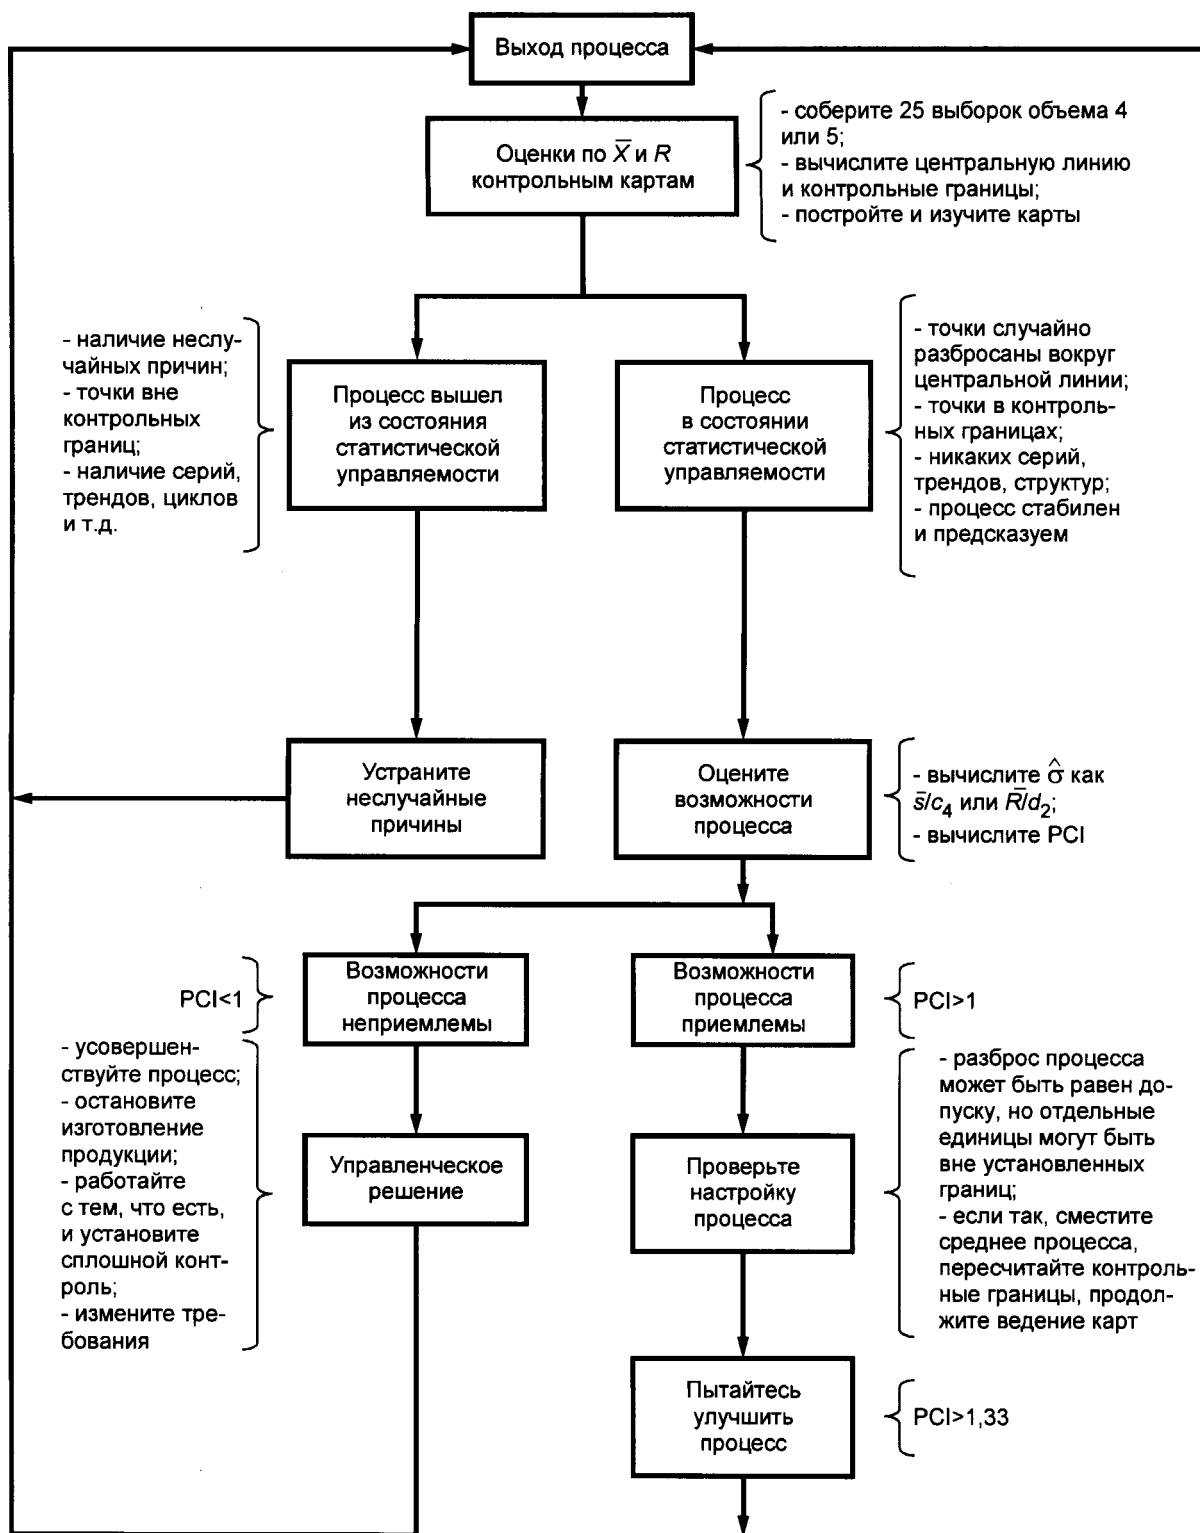 Выход процесса
Оценки по X̅ и R
контрольным картам
- соберите 25 выборок объема 4
или 5;
- вычислите центральную линию
и контрольные границы;
- постройте и изучите карты
- наличие неслу-
чайных причин;
- точки вне
контрольных
границ;
- наличие серий,
трендов, циклов
и т.д.
Процесс вышел
из состояния
статистической
управляемости
Процесс
в состоянии
статистической
управляемости
- точки случайно
разбросаны вокруг
центральной линии;
- точки в контроль-
ных границах;
- никаких серий,
трендов, структур;
- процесс стабилен
и предсказуем
Устраните
неслучайные
причины
Оцените
возможности
процесса
- вычислите σ̂ как
s̅/c₄ или R̅/d₂;
- вычислите PCI
PCI<1
Возможности
процесса
неприемлемы
Возможности
процесса
приемлемы
PCI>1
- усовершен-
ствуйте процесс;
- остановите
изготовление
продукции;
- работайте
с тем, что есть,
и установите
сплошной конт-
роль;
- измените тре-
бования
Управленческое
решение
Проверьте
настройку
процесса
- разброс процесса
может быть равен до-
пуску, но отдельные
единицы могут быть
вне установленных
границ;
- если так, сместите
среднее процесса,
пересчитайте контроль-
ные границы, продол-
жите ведение карт
Пытайтесь
улучшить
процесс
PCI>1,33